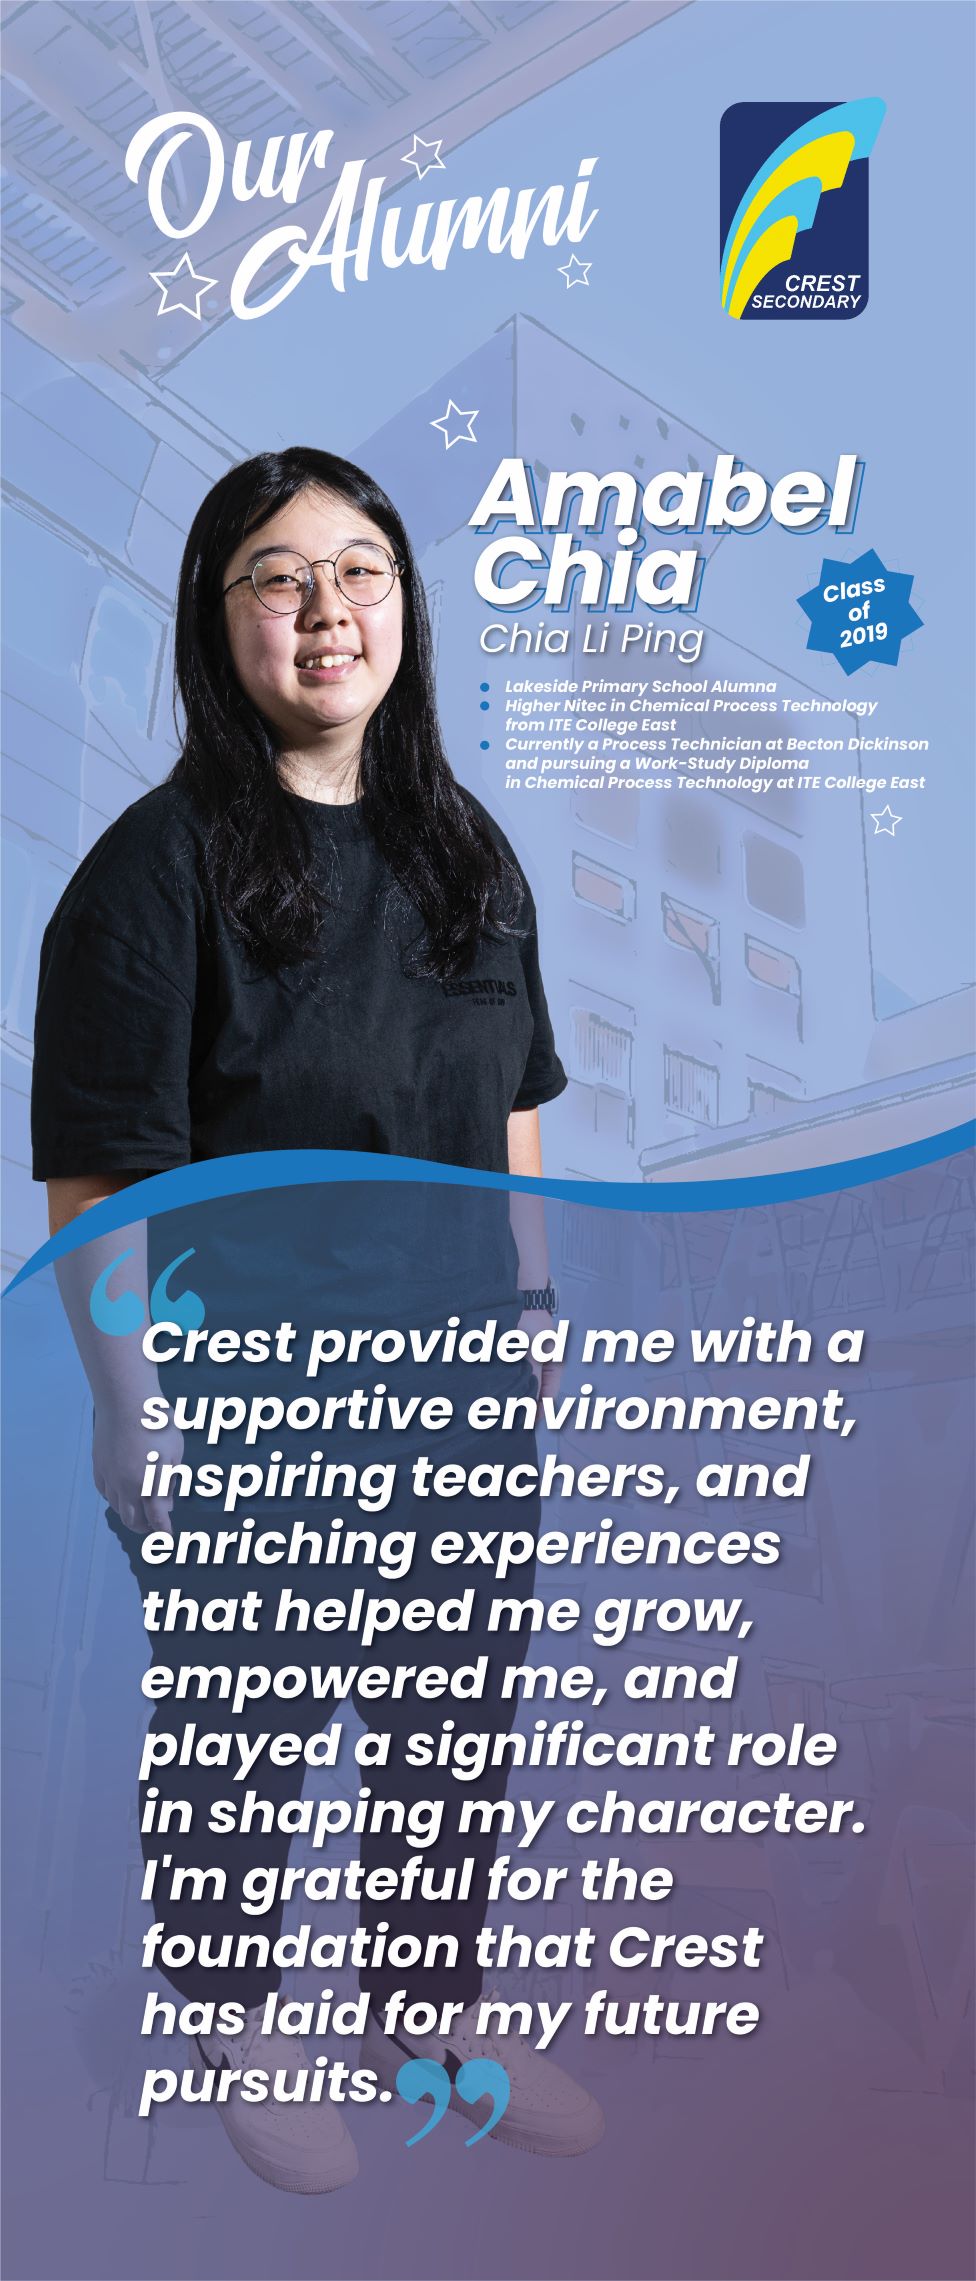 Our
Alumni
CREST
SECONDARY
Amabel
Chia
Chia Li Ping
Class
of
2019
Lakeside Primary School Alumna
Higher Nitec in Chemical Process Technology
from ITE College East
Currently a Process Technician at Becton Dickinson
and pursuing a Work-Study Diploma
in Chemical Process Technology at ITE College East
ESSENTIALS
“Crest provided me with a
supportive environment,
inspiring teachers, and
enriching experiences
that helped me grow,
empowered me, and
played a significant role
in shaping my character.
I'm grateful for the
foundation that Crest
has laid for my future
pursuits.”